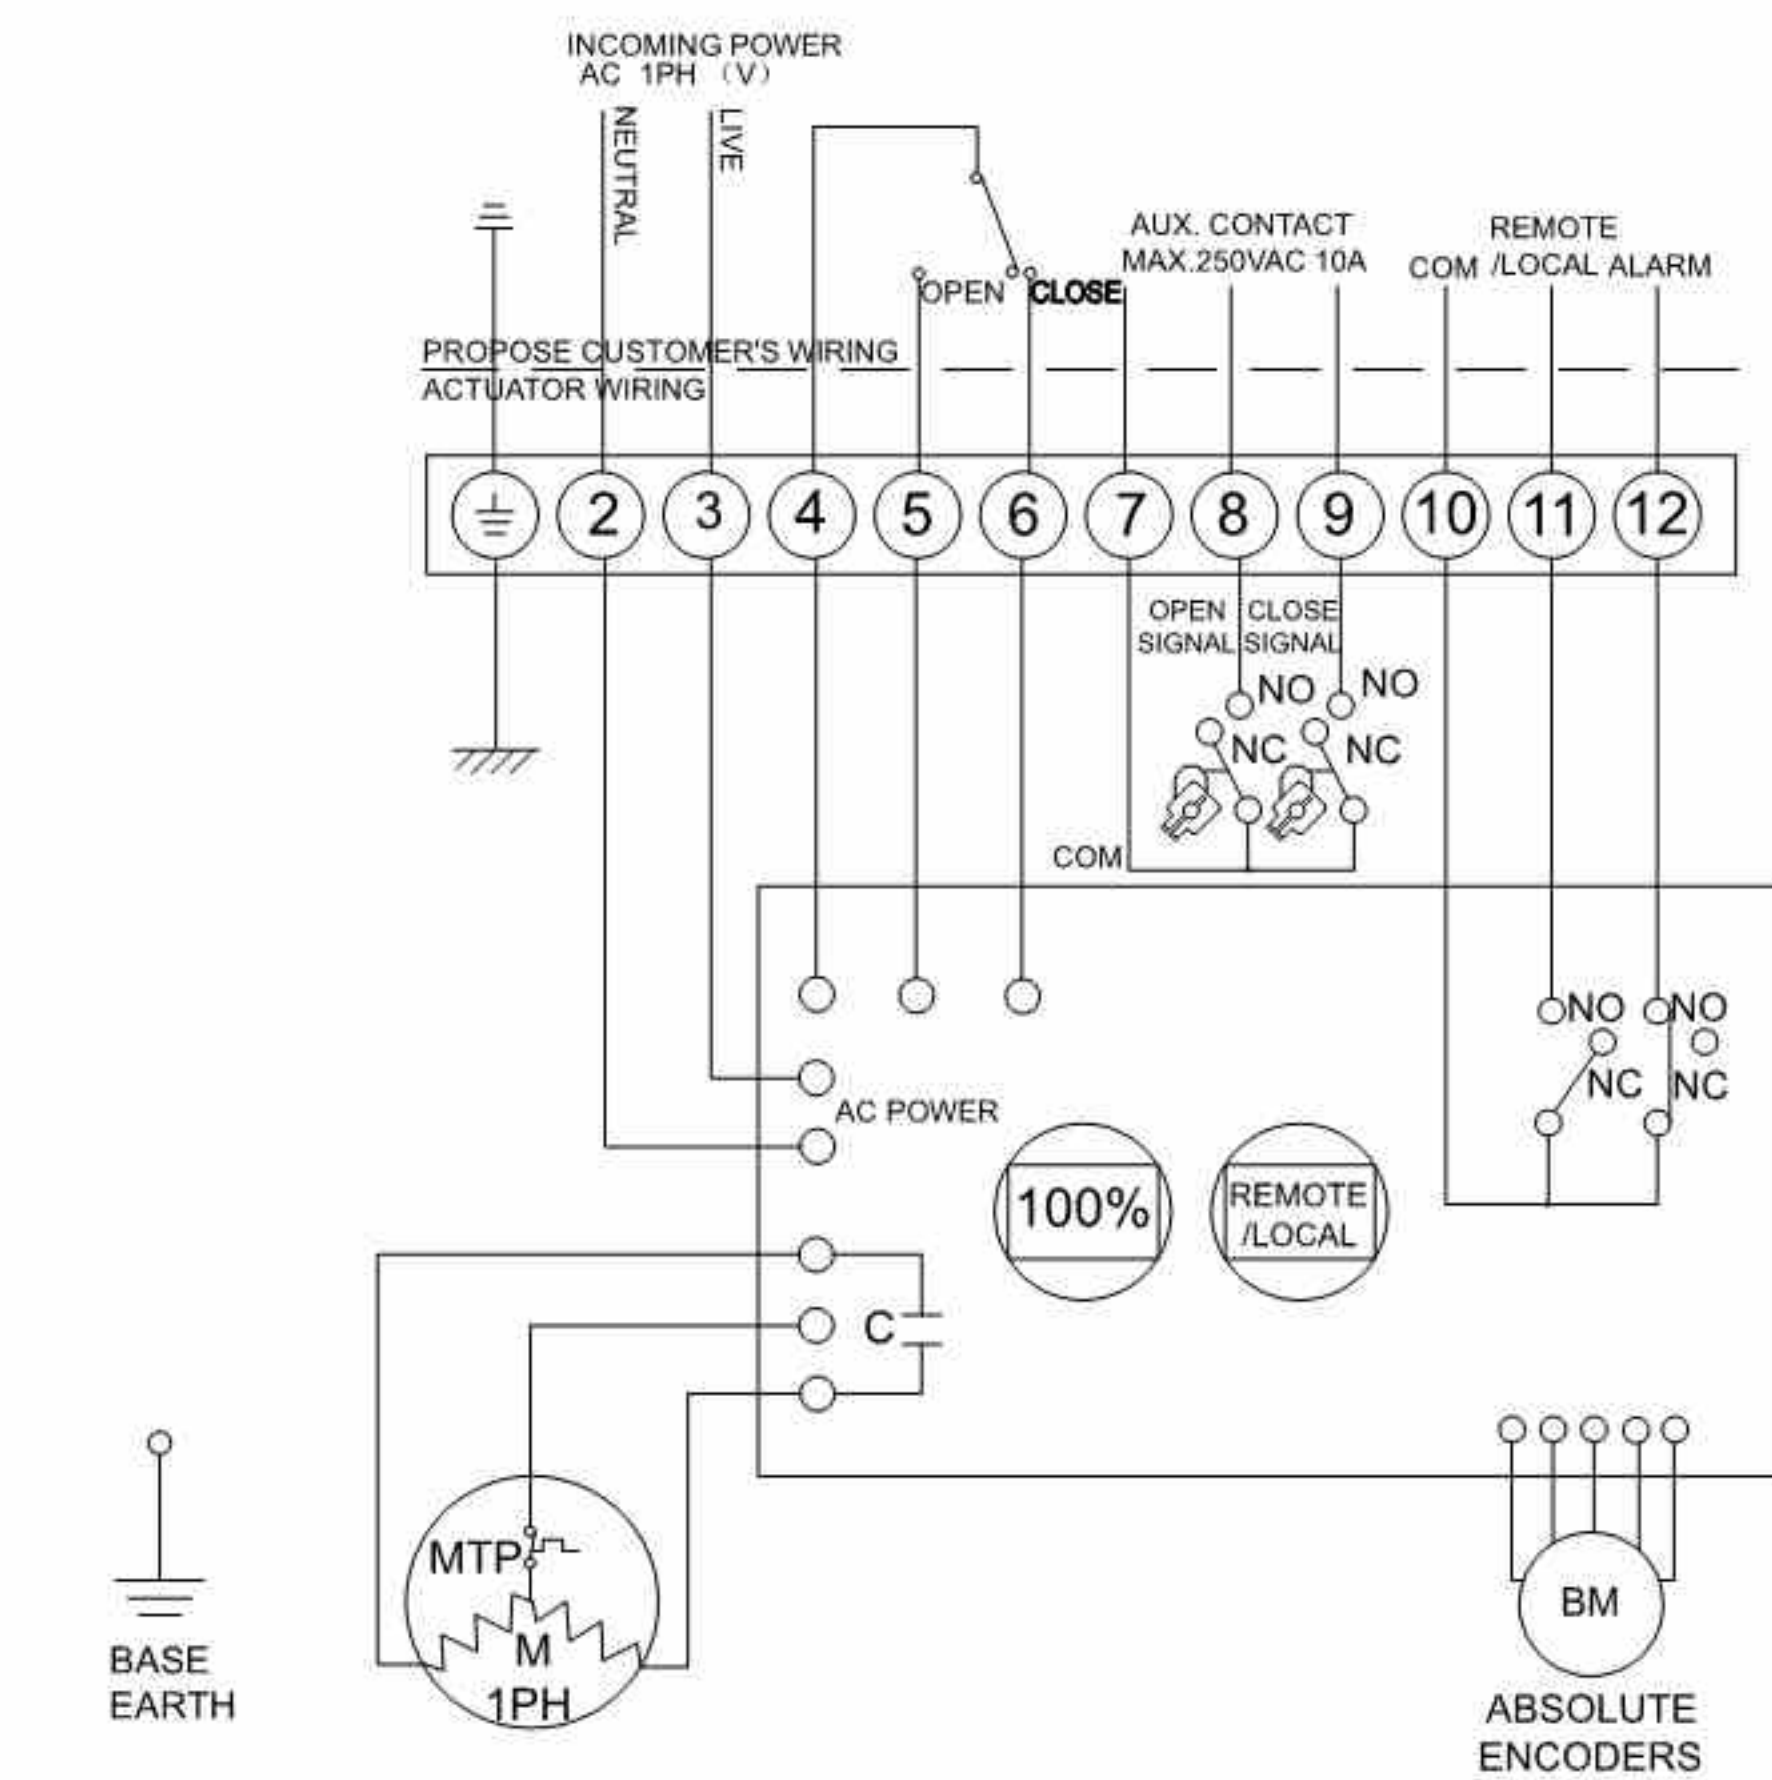 INCOMING POWER
AC 1PH (V)
NEUTRAL
LIVE
OPEN
CLOSE
AUX. CONTACT
MAX.250VAC 10A
REMOTE
COM /LOCAL ALARM
PROPOSE CUSTOMER'S WIRING
ACTUATOR WIRING
2 3 4 5 6 7 8 9 10 11 12
OPEN CLOSE
SIGNAL SIGNAL
NO NO
NC NC
COM
NO NO
NC NC
AC POWER
100%
REMOTE
/LOCAL
C
MTP
M
1PH
BM
BASE
EARTH
ABSOLUTE
ENCODERS